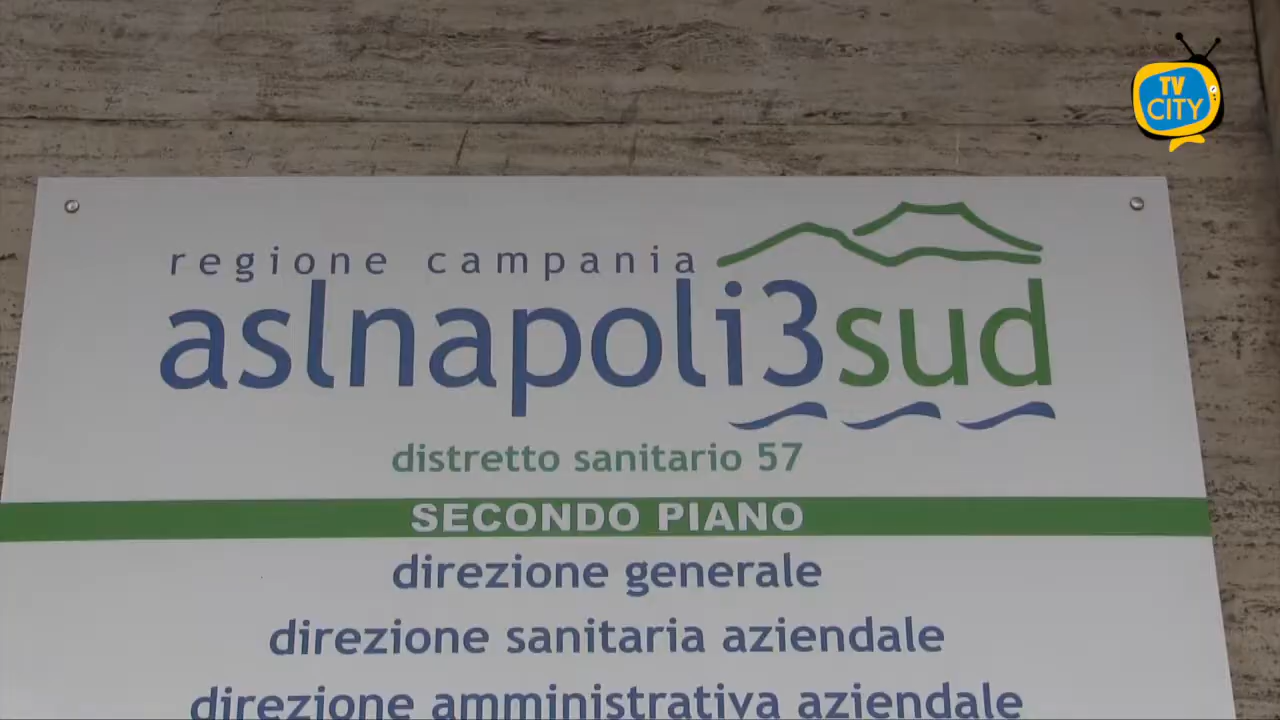 TV
CITY
regione campania
aslnapoli3sud
distretto sanitario 57
SECONDO PIANO
direzione generale
direzione sanitaria aziendale
direzione amministrativa aziendale